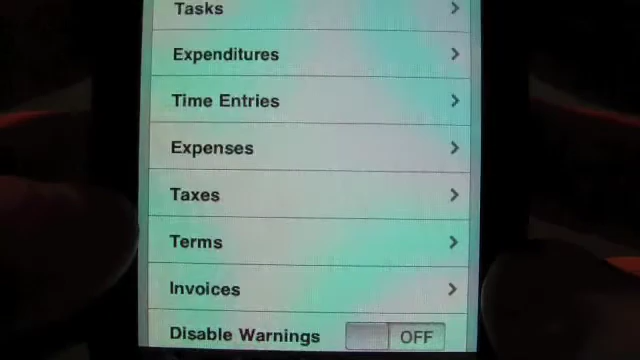 Tasks
Expenditures
Time Entries
Expenses
Taxes
Terms
Invoices
Disable Warnings OFF